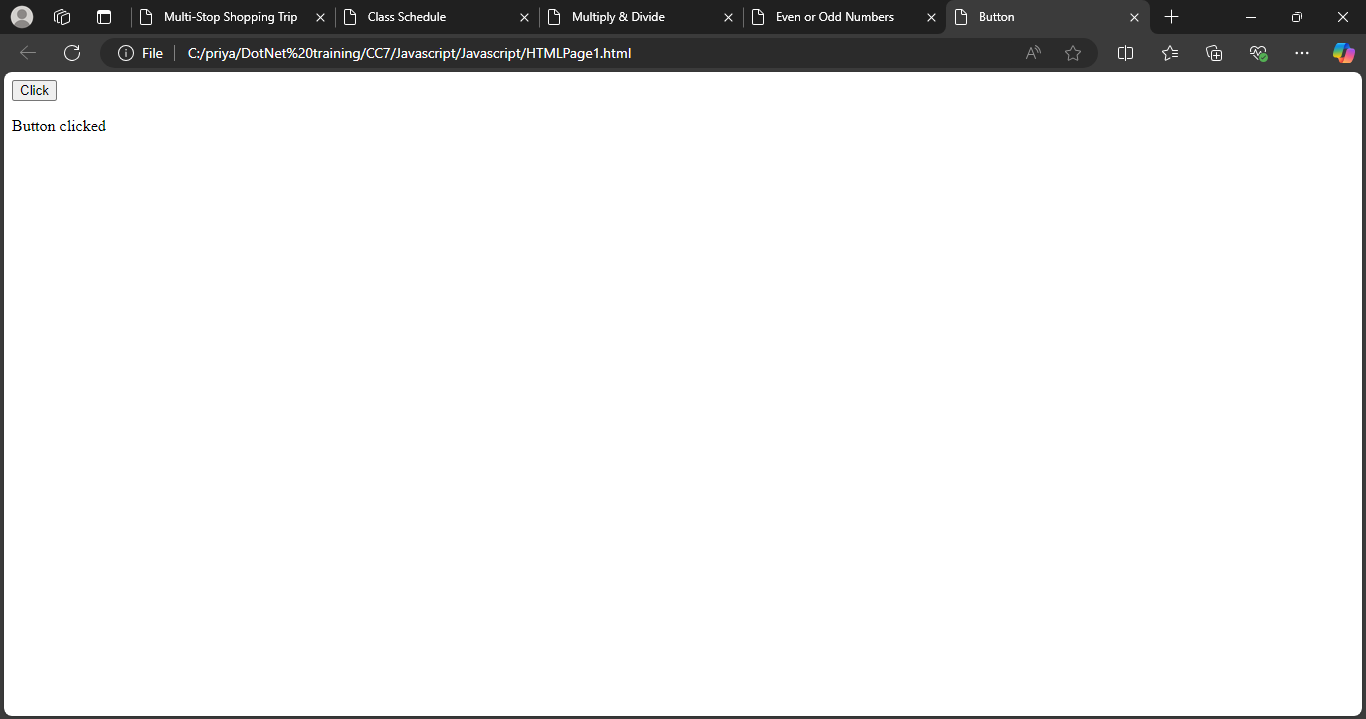 Multi-Stop Shopping Trip
Class Schedule
Multiply & Divide
Even or Odd Numbers
Button
File
C:/priya/DotNet%20training/CC7/Javascript/Javascript/HTMLPage1.html
Click
Button clicked